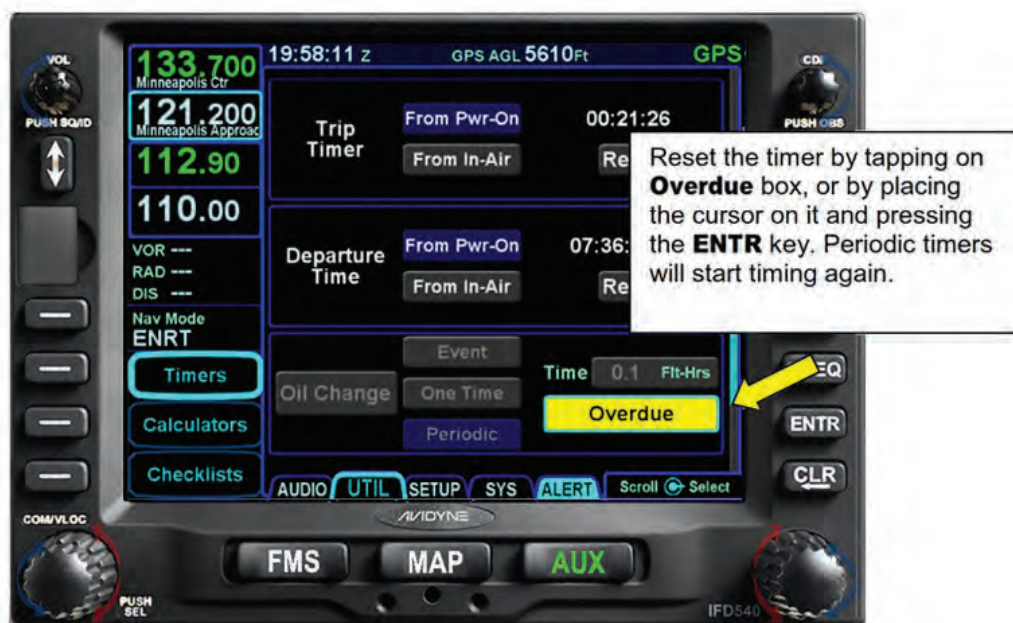 VOL
PUSH SQ/ID
133.700
Minneapolis Ctr
121.200
Minneapolis Approac
112.90
110.00
VOR ---
RAD ---
DIS ---
Nav Mode
ENRT
Timers
Calculators
Checklists
19:58:11 Z GPS AGL 5610Ft GPS
Trip
Timer
From Pwr-On 00:21:26
From In-Air Re
Departure
Time
From Pwr-On 07:36:
From In-Air Re
Oil Change
Event
One Time
Periodic
Time 0.1 Flt-Hrs
Overdue
AUDIO UTIL SETUP SYS ALERT Scroll Select
CDI
PUSH OBS
Reset the timer by tapping on
Overdue box, or by placing
the cursor on it and pressing
the ENTR key. Periodic timers
will start timing again.
EQ
ENTR
CLR
COM/VLOC
PUSH
SEL
AVIDYNE
FMS MAP AUX
IFD540